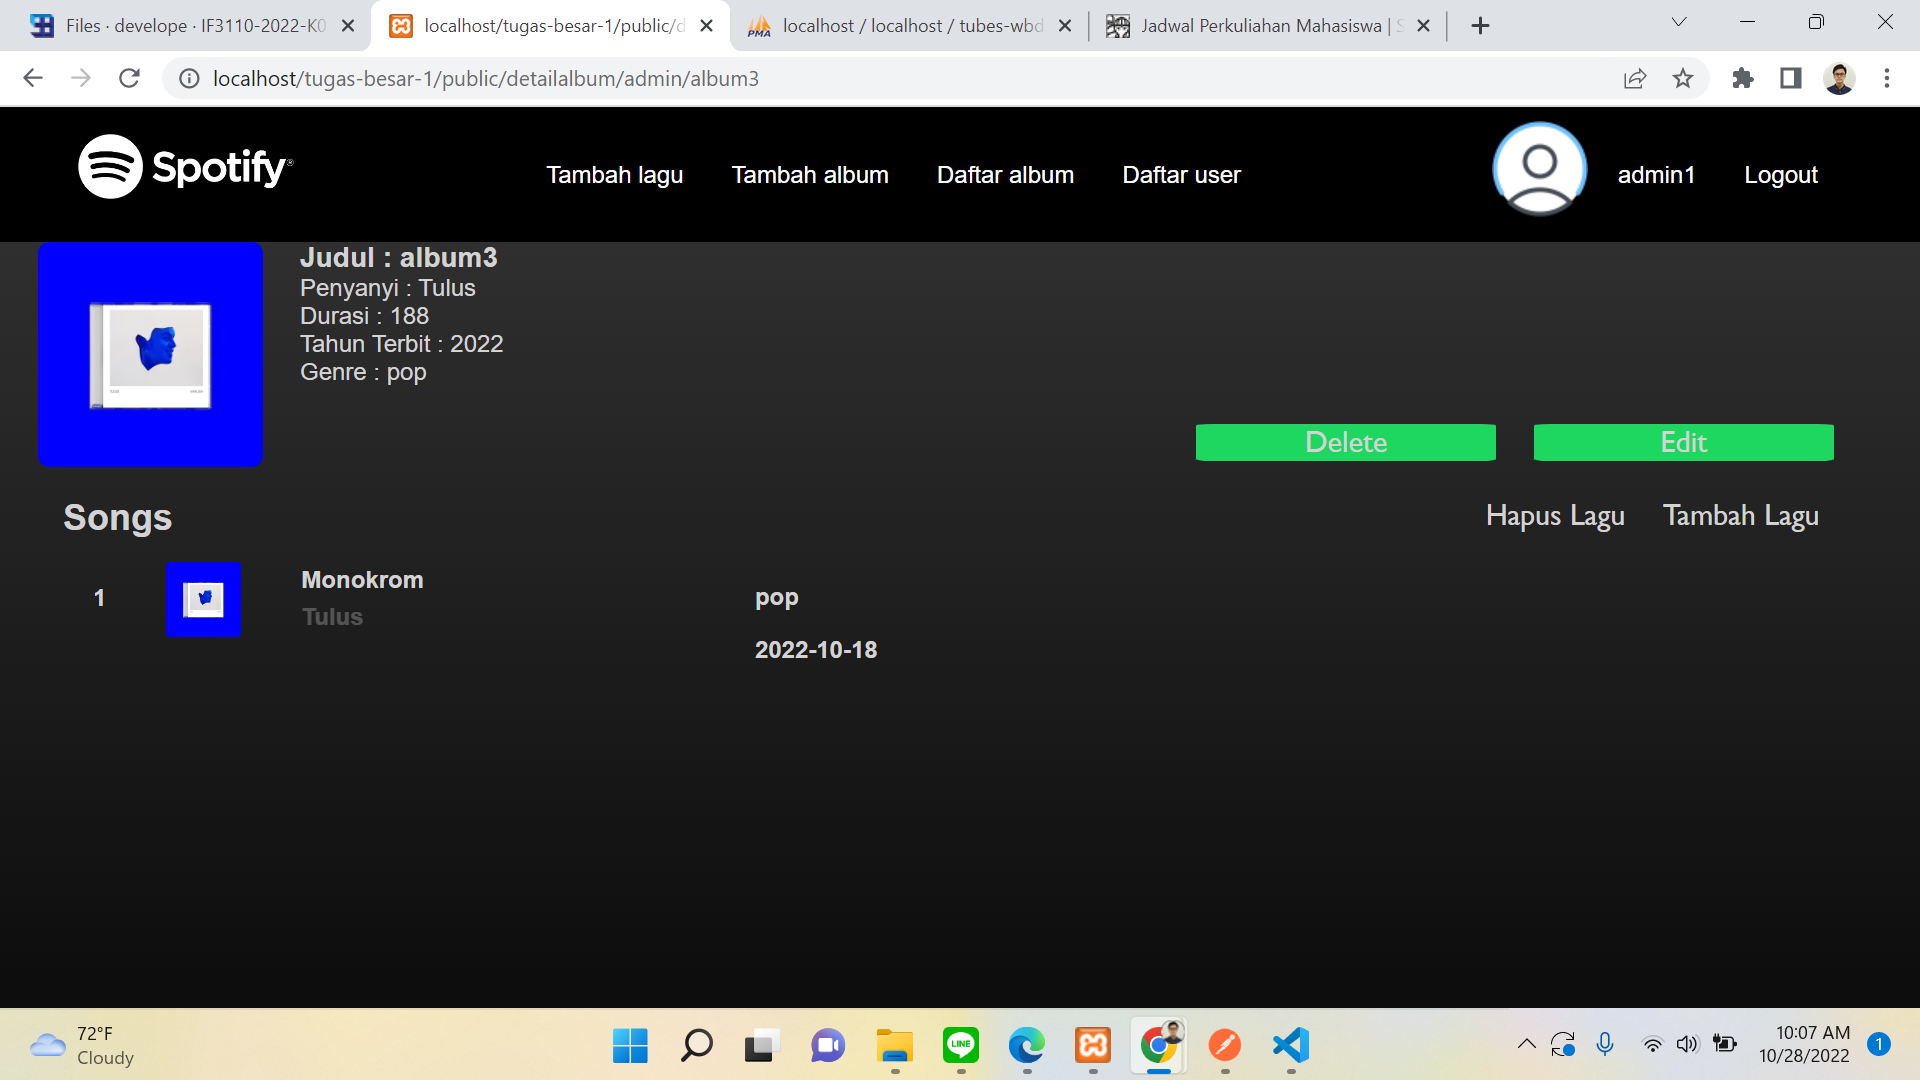 Files · develope · IF3110-2022-K0
localhost/tugas-besar-1/public/d
localhost / localhost / tubes-wbd
Jadwal Perkuliahan Mahasiswa | S
localhost/tugas-besar-1/public/detailalbum/admin/album3
Spotify®
Tambah lagu
Tambah album
Daftar album
Daftar user
admin1
Logout
Judul : album3
Penyanyi : Tulus
Durasi : 188
Tahun Terbit : 2022
Genre : pop
Delete
Edit
Songs
Hapus Lagu
Tambah Lagu
1
Monokrom
Tulus
pop
2022-10-18
72°F
Cloudy
LINE
10:07 AM
10/28/2022
1